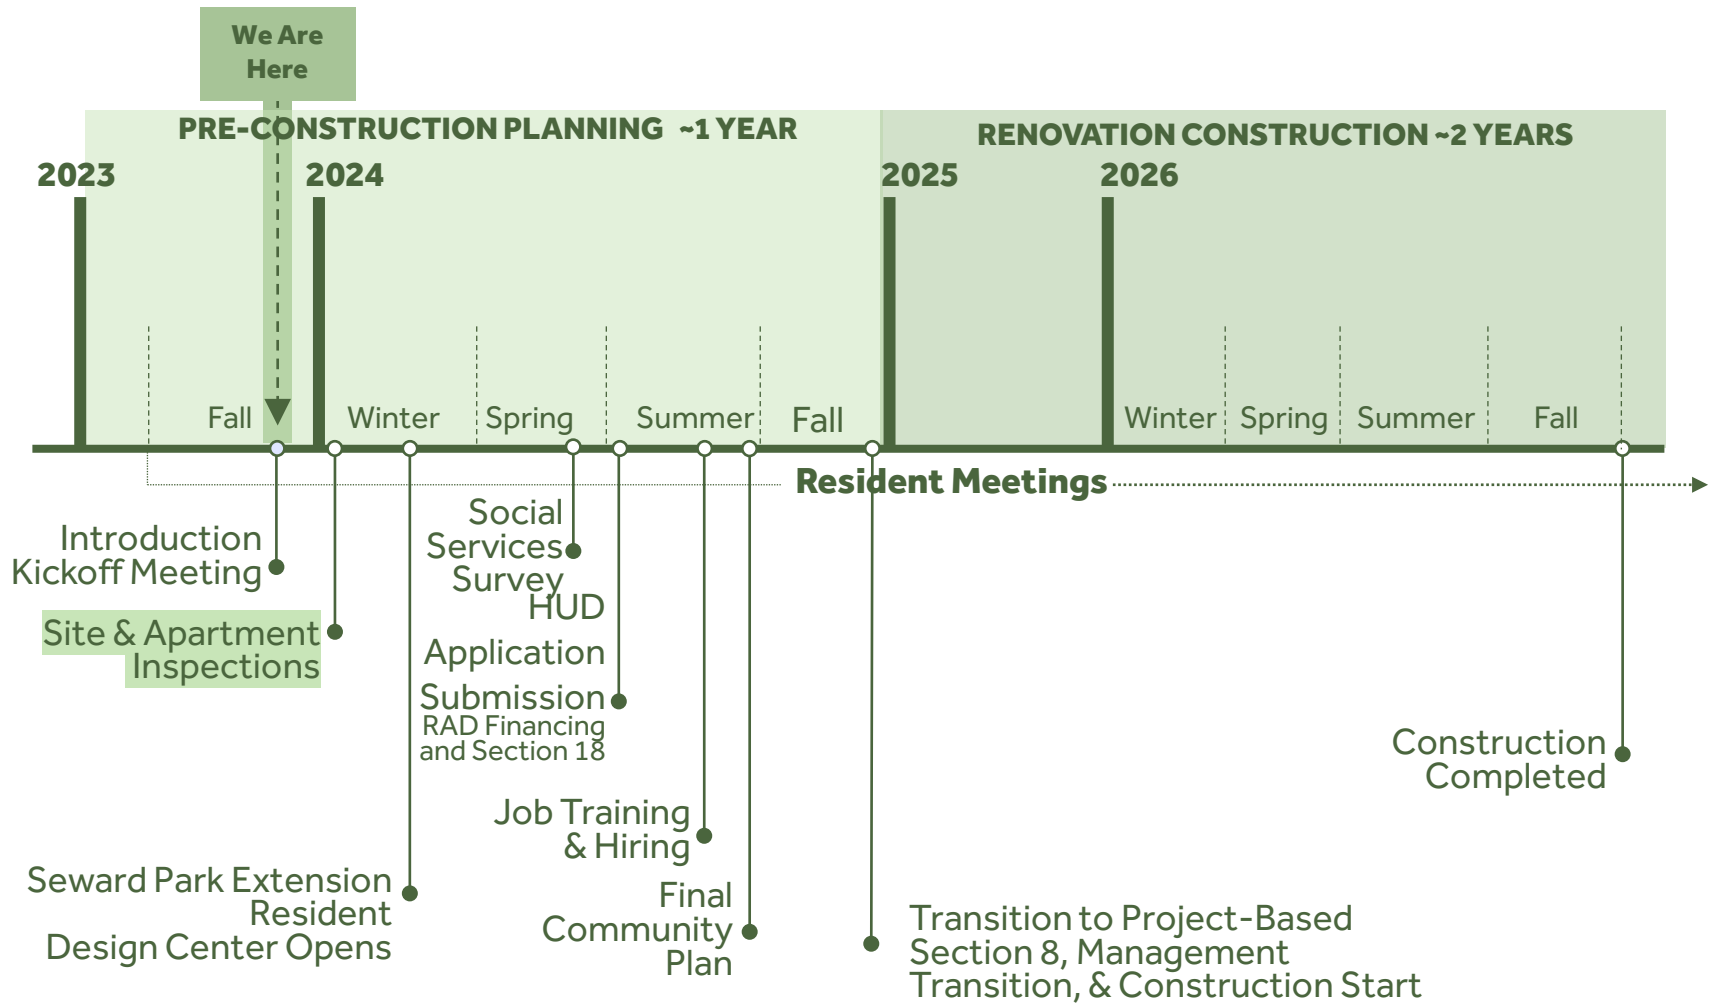 We Are
Here
PRE-CONSTRUCTION PLANNING ~1 YEAR
RENOVATION CONSTRUCTION ~2 YEARS
2023
2024
2025
2026
Fall
Winter
Spring
Summer
Fall
Winter
Spring
Summer
Fall
Resident Meetings
Introduction
Kickoff Meeting
Site & Apartment
Inspections
Seward Park Extension
Resident
Design Center Opens
Social
Services
Survey
HUD
Application
Submission
RAD Financing
and Section 18
Job Training
& Hiring
Final
Community
Plan
Transition to Project-Based
Section 8, Management
Transition, & Construction Start
Construction
Completed